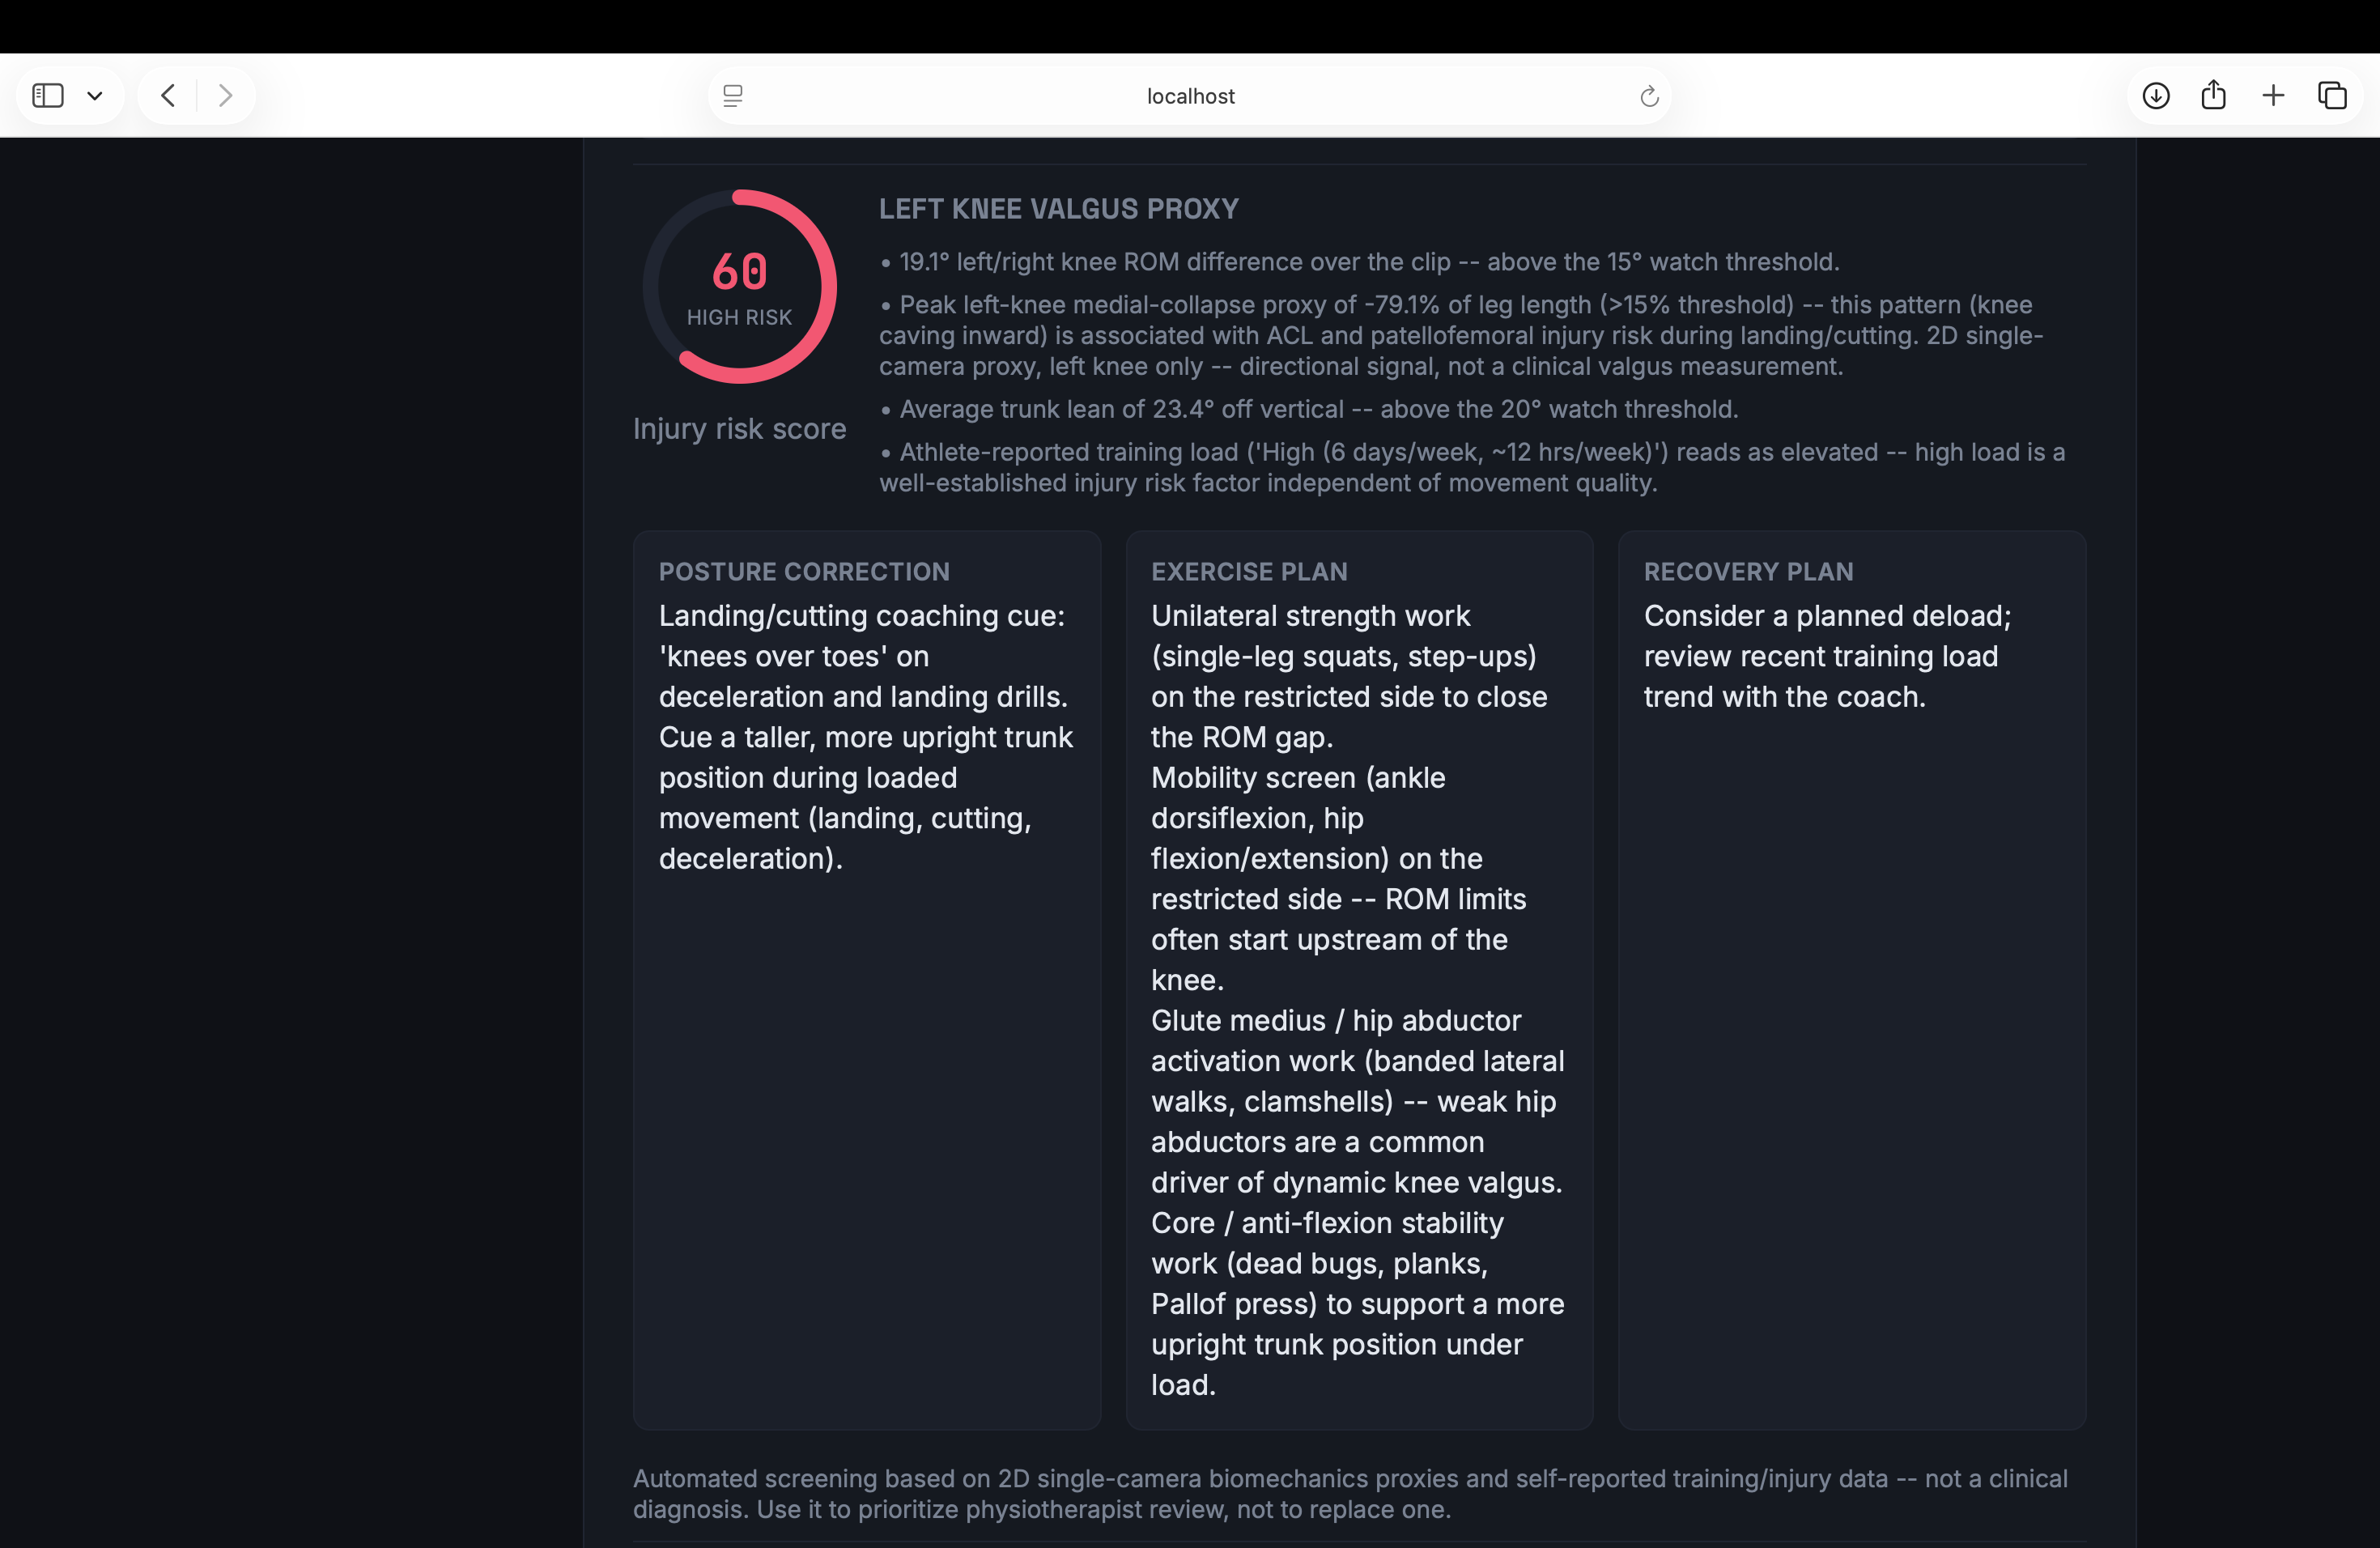 localhost
60
HIGH RISK
Injury risk score
LEFT KNEE VALGUS PROXY
• 19.1° left/right knee ROM difference over the clip -- above the 15° watch threshold.
• Peak left-knee medial-collapse proxy of -79.1% of leg length (>15% threshold) -- this pattern (knee
caving inward) is associated with ACL and patellofemoral injury risk during landing/cutting. 2D single-
camera proxy, left knee only -- directional signal, not a clinical valgus measurement.
• Average trunk lean of 23.4° off vertical -- above the 20° watch threshold.
• Athlete-reported training load ('High (6 days/week, ~12 hrs/week)') reads as elevated -- high load is a
well-established injury risk factor independent of movement quality.
POSTURE CORRECTION
Landing/cutting coaching cue:
'knees over toes' on
deceleration and landing drills.
Cue a taller, more upright trunk
position during loaded
movement (landing, cutting,
deceleration).
EXERCISE PLAN
Unilateral strength work
(single-leg squats, step-ups)
on the restricted side to close
the ROM gap.
Mobility screen (ankle
dorsiflexion, hip
flexion/extension) on the
restricted side -- ROM limits
often start upstream of the
knee.
Glute medius / hip abductor
activation work (banded lateral
walks, clamshells) -- weak hip
abductors are a common
driver of dynamic knee valgus.
Core / anti-flexion stability
work (dead bugs, planks,
Pallof press) to support a more
upright trunk position under
load.
RECOVERY PLAN
Consider a planned deload;
review recent training load
trend with the coach.
Automated screening based on 2D single-camera biomechanics proxies and self-reported training/injury data -- not a clinical
diagnosis. Use it to prioritize physiotherapist review, not to replace one.